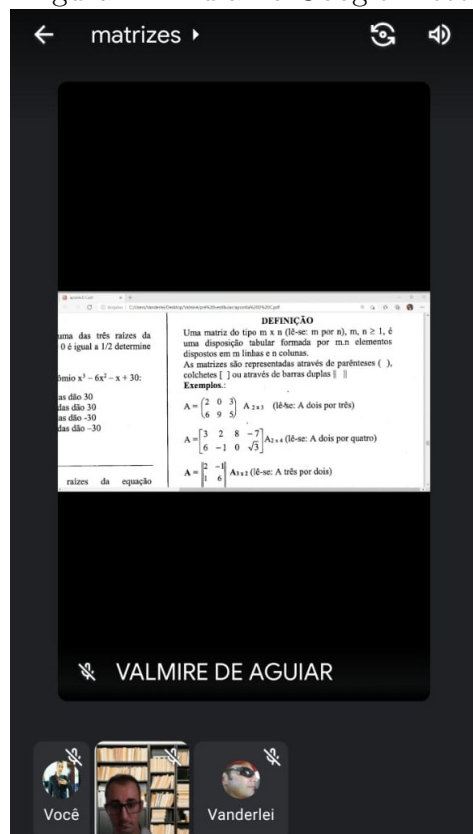 matrizes
DEFINIÇÃO
Uma matriz do tipo m x n (lê-se: m por n), m, n ≥ 1, é
uma disposição tabular formada por m.n elementos
dispostos em m linhas e n colunas.
As matrizes são representadas através de parênteses ( ),
colchetes [ ] ou através de barras duplas || ||
Exemplos.:
A = (2 0 3
6 9 5) A 2 x 3 (lê-se: A dois por três)
A = [3 2 8 −7
6 −1 0 √3] A2 x 4 (lê-se: A dois por quatro)
A = 2 −1
1 6 A3 x 2 (lê-se: A três por dois)
uma das três raízes da
0 é igual a 1/2 determine
ômio x³ − 6x² − x + 30:
as dão 30
das dão 30
as dão -30
das dão −30
raízes da equação
VALMIRE DE AGUIAR
Você
Vanderlei